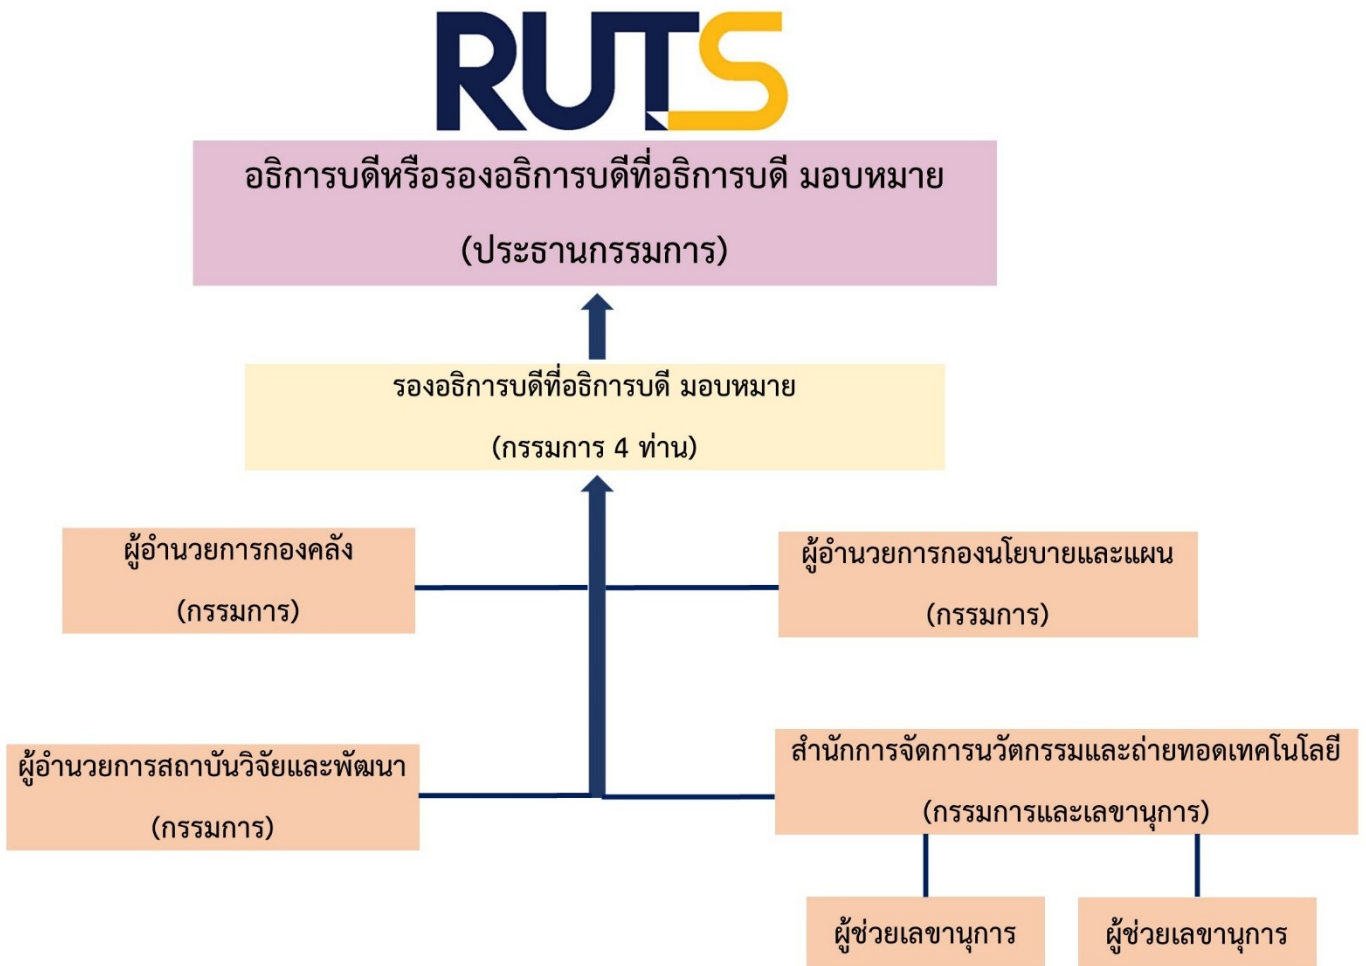 RUTS
อธิการบดีหรือรองอธิการบดีที่อธิการบดี มอบหมาย
(ประธานกรรมการ)
รองอธิการบดีที่อธิการบดี มอบหมาย
(กรรมการ 4 ท่าน)
ผู้อำนวยการกองคลัง
(กรรมการ)
ผู้อำนวยการกองนโยบายและแผน
(กรรมการ)
ผู้อำนวยการสถาบันวิจัยและพัฒนา
(กรรมการ)
สำนักการจัดการนวัตกรรมและถ่ายทอดเทคโนโลยี
(กรรมการและเลขานุการ)
ผู้ช่วยเลขานุการ
ผู้ช่วยเลขานุการ